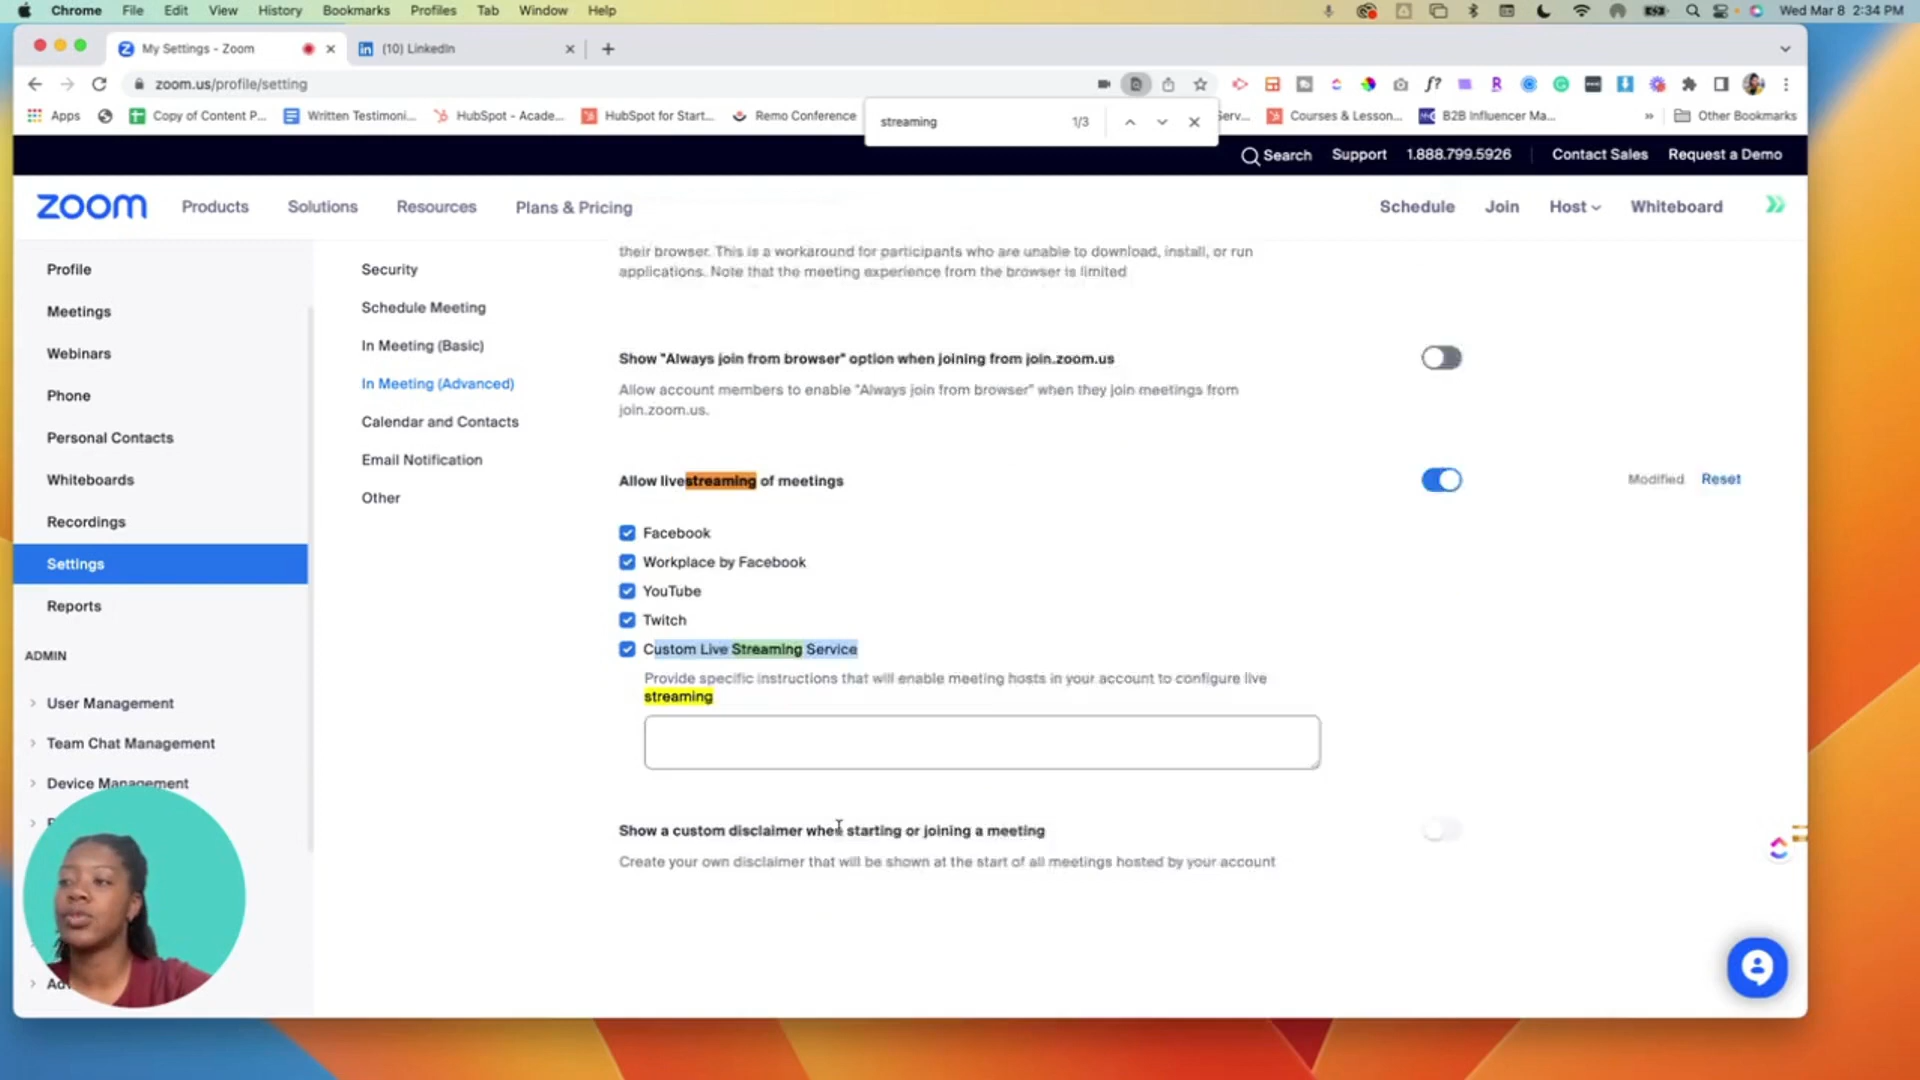 Chrome File Edit View History Bookmarks Profiles Tab Window Help Wed Mar 8 2:34 PM
My Settings - Zoom (10) LinkedIn
zoom.us/profile/setting
Apps Copy of Content P... Written Testimoni... HubSpot - Acade... HubSpot for Start... Remo Conference Serv... Courses & Lesson... B2B Influencer Ma... » Other Bookmarks
streaming 1/3
Search Support 1.888.799.5926 Contact Sales Request a Demo
zoom Products Solutions Resources Plans & Pricing Schedule Join Host Whiteboard
Profile
Meetings
Webinars
Phone
Personal Contacts
Whiteboards
Recordings
Settings
Reports
ADMIN
User Management
Team Chat Management
Device Management
Security
Schedule Meeting
In Meeting (Basic)
In Meeting (Advanced)
Calendar and Contacts
Email Notification
Other
their browser. This is a workaround for participants who are unable to download, install, or run
applications. Note that the meeting experience from the browser is limited
Show "Always join from browser" option when joining from join.zoom.us
Allow account members to enable "Always join from browser" when they join meetings from
join.zoom.us.
Allow livestreaming of meetings Modified Reset
Facebook
Workplace by Facebook
YouTube
Twitch
Custom Live Streaming Service
Provide specific instructions that will enable meeting hosts in your account to configure live
streaming
Show a custom disclaimer when starting or joining a meeting
Create your own disclaimer that will be shown at the start of all meetings hosted by your account